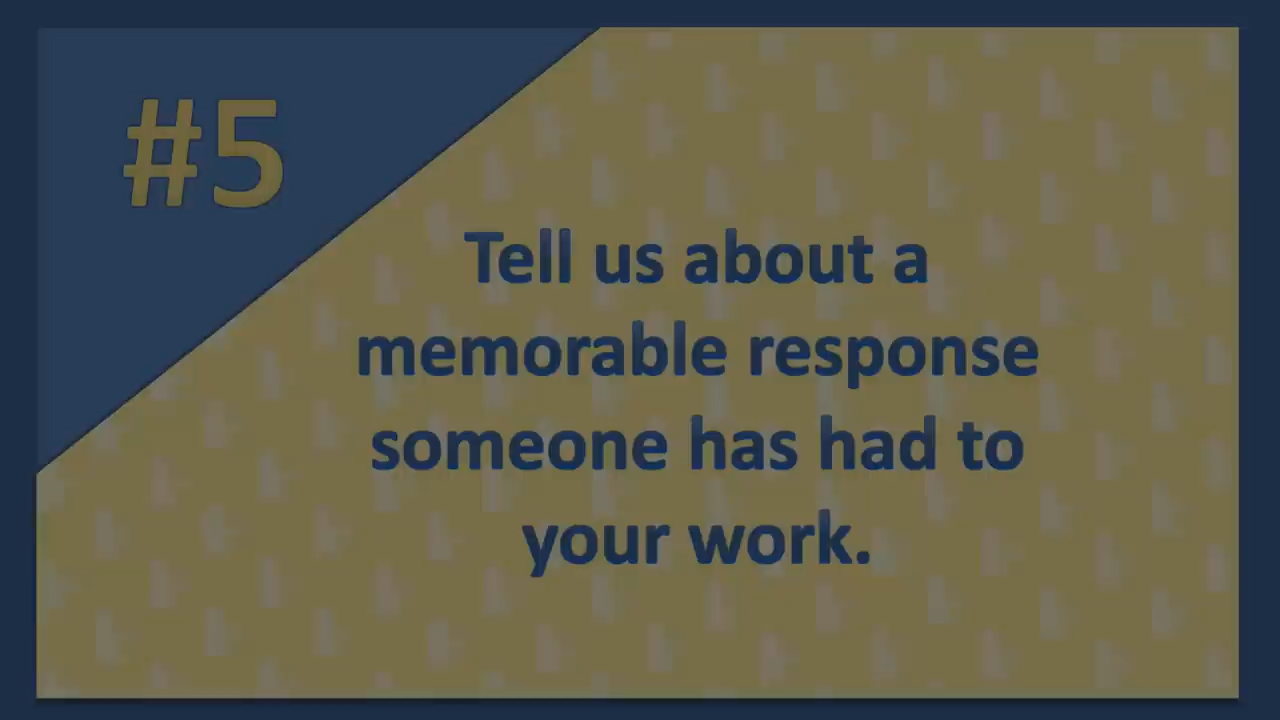 #5
Tell us about a
memorable response
someone has had to
your work.